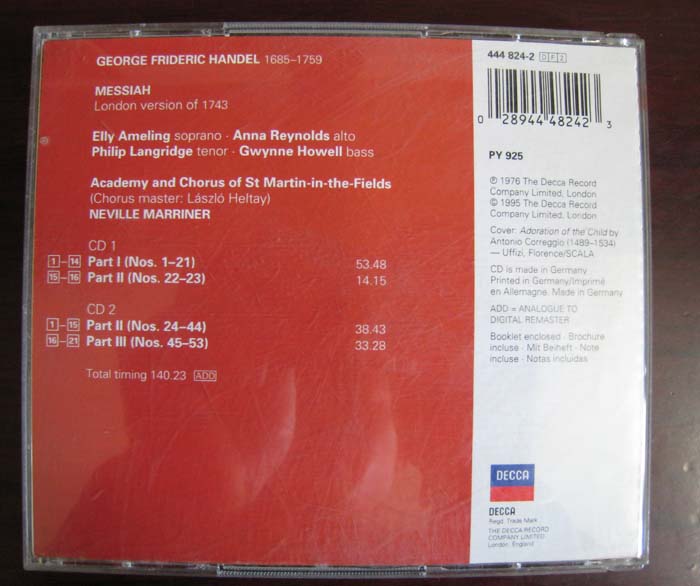 GEORGE FRIDERIC HANDEL 1685–1759
MESSIAH
London version of 1743
Elly Ameling soprano · Anna Reynolds alto
Philip Langridge tenor · Gwynne Howell bass
Academy and Chorus of St Martin-in-the-Fields
(Chorus master: László Heltay)
NEVILLE MARRINER
CD 1
1–14 Part I (Nos. 1–21) 53.48
15–16 Part II (Nos. 22–23) 14.15
CD 2
1–15 Part II (Nos. 24–44) 38.43
16–21 Part III (Nos. 45–53) 33.28
Total timing 140.23 ADD
444 824-2 DF2
0 28944 48242 3
PY 925
℗ 1976 The Decca Record
Company Limited, London
© 1995 The Decca Record
Company Limited, London
Cover: Adoration of the Child by
Antonio Correggio (1489–1534)
— Uffizi, Florence/SCALA
CD is made in Germany
Printed in Germany/Imprimé
en Allemagne. Made in Germany
ADD = ANALOGUE TO
DIGITAL REMASTER
Booklet enclosed · Brochure
incluse · Mit Beiheft · Note
incluse · Notas incluidas
DECCA
DECCA
Regd. Trade Mark
THE DECCA RECORD
COMPANY LIMITED
London, England